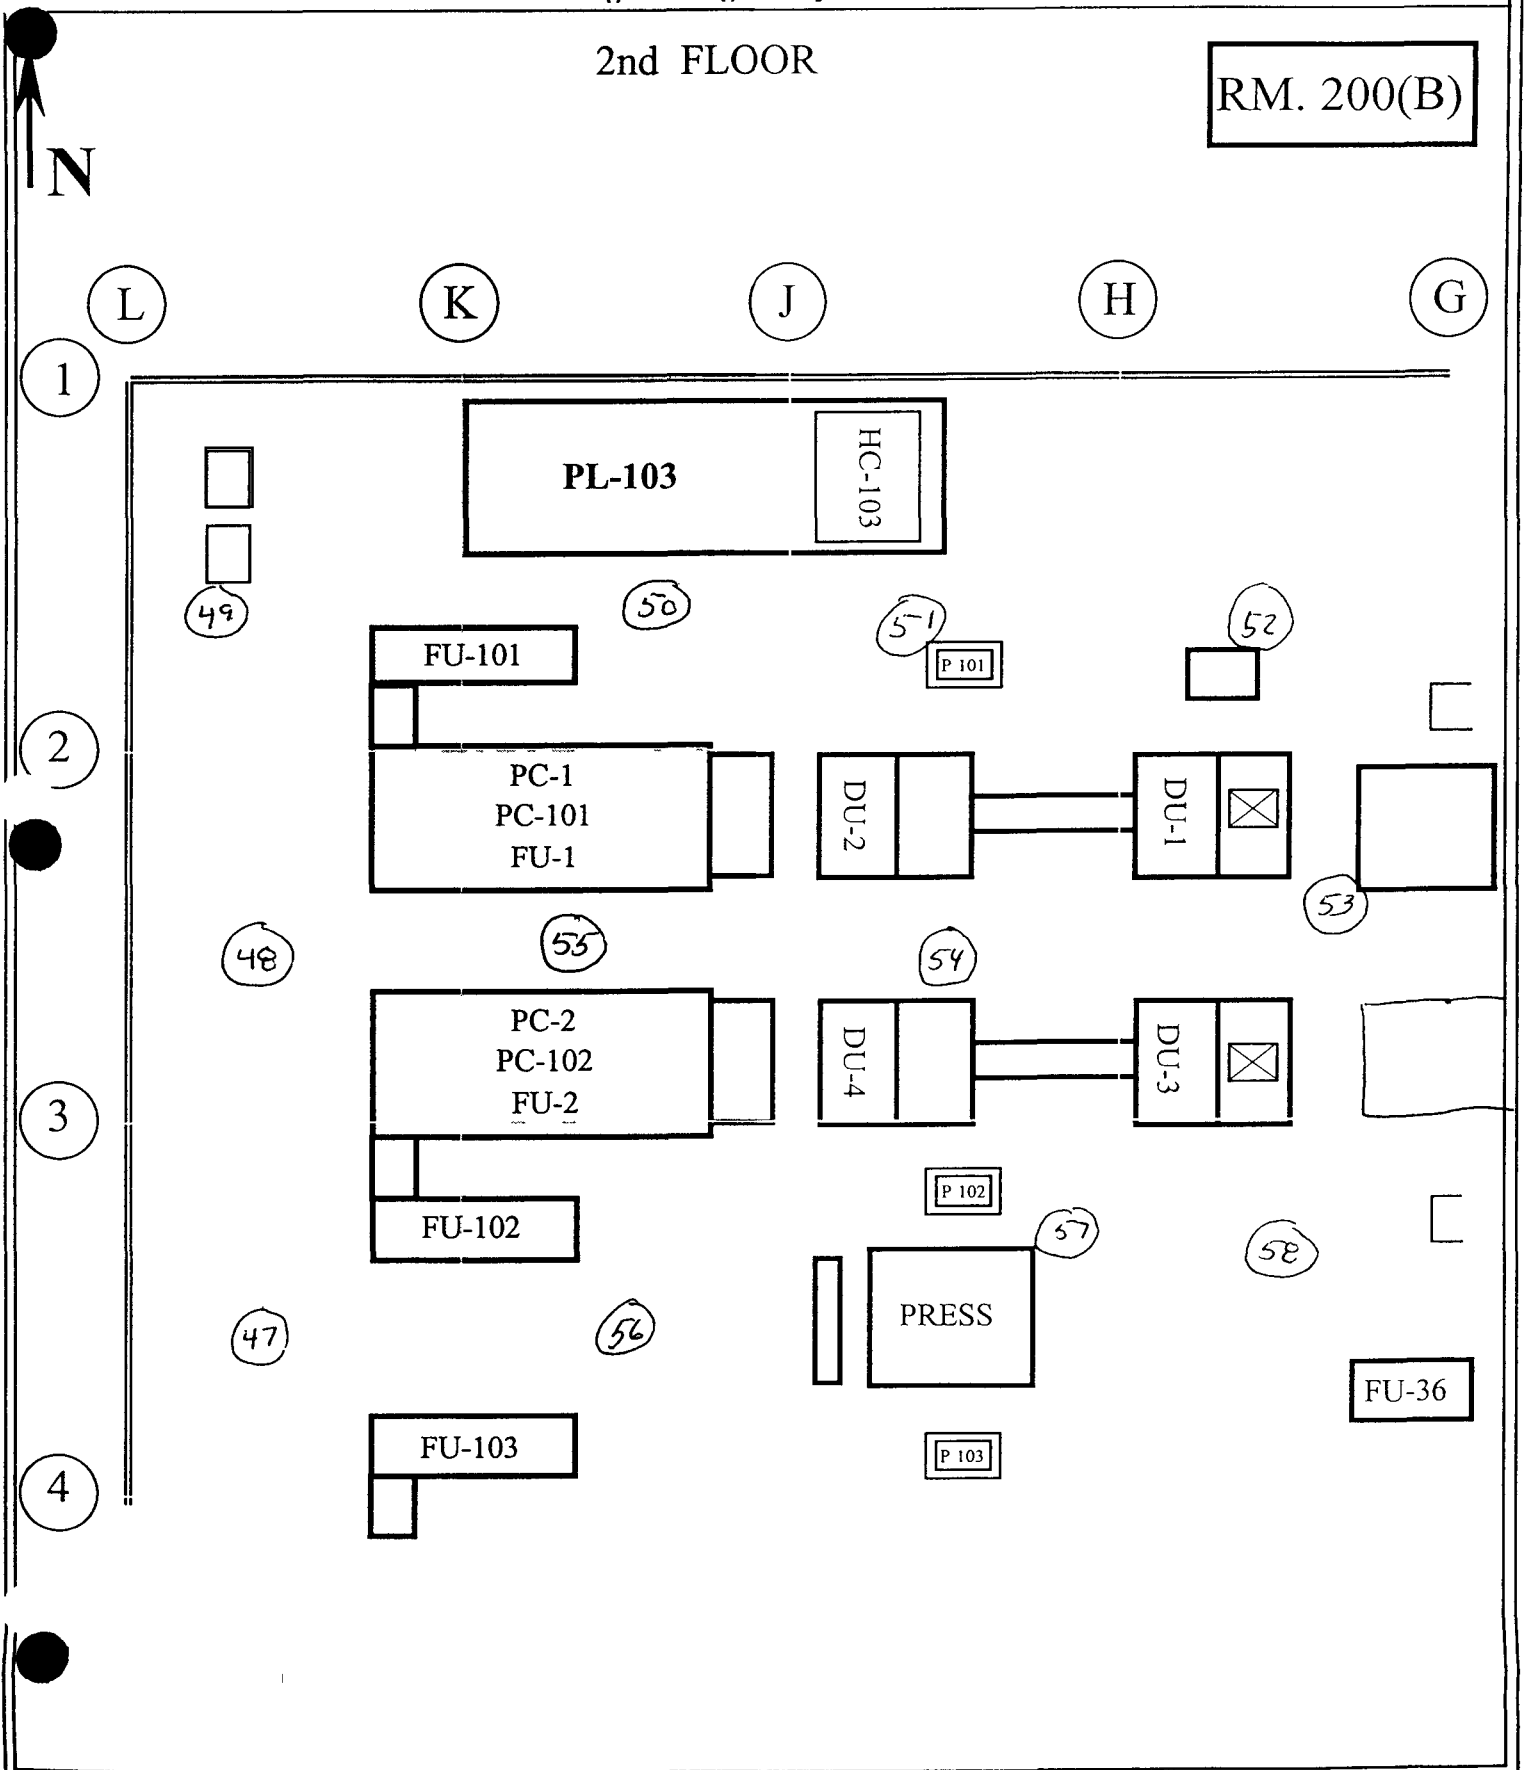 2nd FLOOR
RM. 200(B)
N
L K J H G
1
PL-103
HC-103
49
50
51
52
FU-101
P 101
2
PC-1
PC-101
FU-1
DU-2
DU-1
53
48
55
54
PC-2
PC-102
FU-2
DU-4
DU-3
3
P 102
FU-102
57
58
47
56
PRESS
FU-36
FU-103
P 103
4